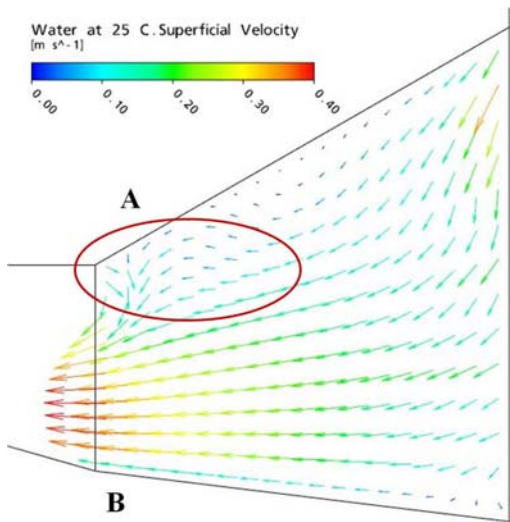 Water at 25 C.Superficial Velocity
[m s^-1]
0.00 0.10 0.20 0.30 0.40
A
B